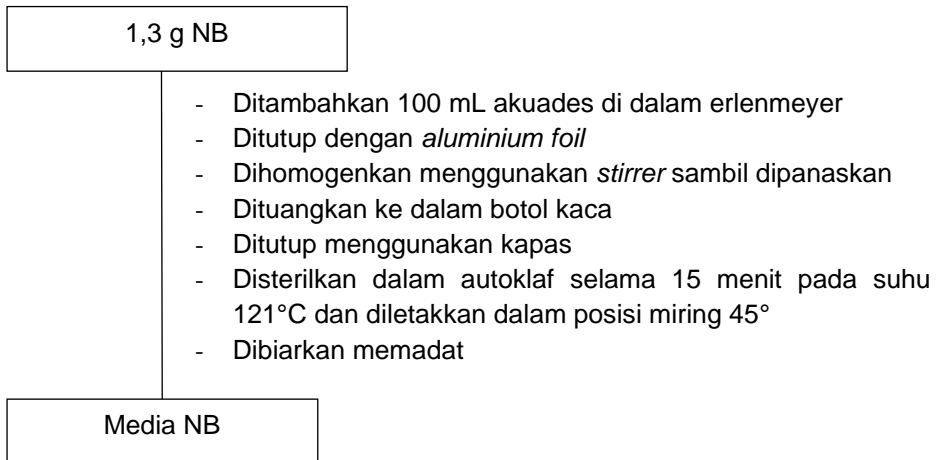 1,3 g NB
- Ditambahkan 100 mL akuades di dalam erlenmeyer
- Ditutup dengan aluminium foil
- Dihomogenkan menggunakan stirrer sambil dipanaskan
- Dituangkan ke dalam botol kaca
- Ditutup menggunakan kapas
- Disterilkan dalam autoklaf selama 15 menit pada suhu
121°C dan diletakkan dalam posisi miring 45°
- Dibiarkan memadat
Media NB